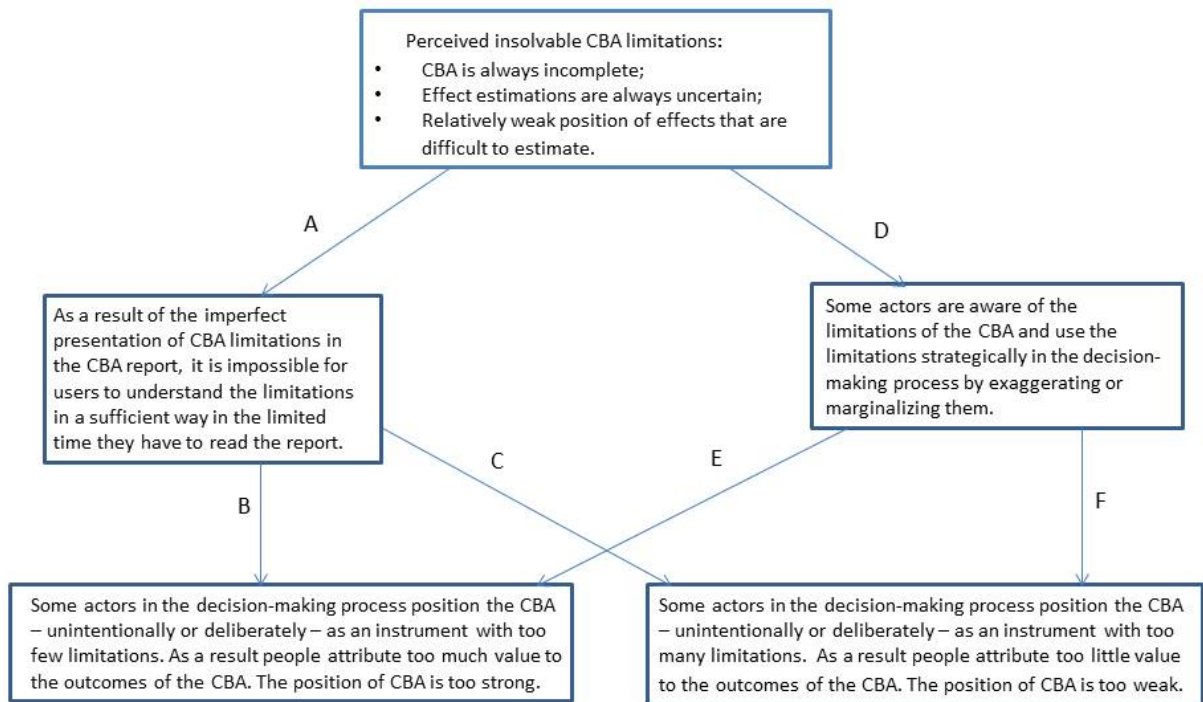 Perceived insolvable CBA limitations:
• CBA is always incomplete;
• Effect estimations are always uncertain;
• Relatively weak position of effects that are
difficult to estimate.
A
D
As a result of the imperfect
presentation of CBA limitations in
the CBA report, it is impossible for
users to understand the limitations
in a sufficient way in the limited
time they have to read the report.
Some actors are aware of the
limitations of the CBA and use the
limitations strategically in the decision-
making process by exaggerating or
marginalizing them.
C
E
B
F
Some actors in the decision-making process position the CBA
– unintentionally or deliberately – as an instrument with too
few limitations. As a result people attribute too much value to
the outcomes of the CBA. The position of CBA is too strong.
Some actors in the decision-making process position the CBA
– unintentionally or deliberately – as an instrument with too
many limitations. As a result people attribute too little value
to the outcomes of the CBA. The position of CBA is too weak.